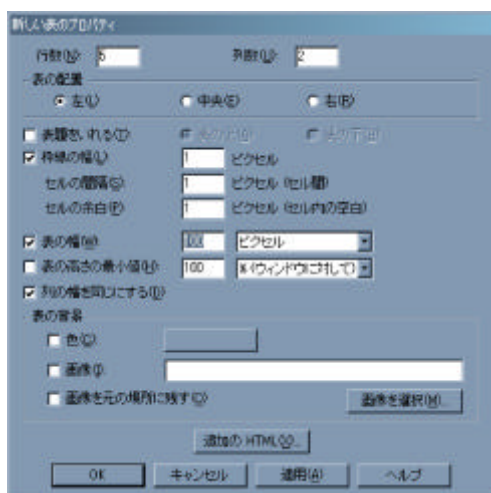 新しい表のプロパティ
行数(N): 5 列数(U): 2
表の配置
左(L) 中央(E) 右(R)
表題をいれる(T)
枠線の幅(L) 1 ピクセル
セルの間隔(S): 1 ピクセル (セル間)
セルの余白(P): 1 ピクセル (セル内の空白)
表の幅(W): ピクセル
表の高さの最小値(H): 100 % (ウィンドウに対して)
列の幅を同じにする(D)
表の背景
色(C):
画像(I):
画像を元の場所に残す(O)
画像を選択(M)...
追加の HTML(X)...
OK キャンセル 適用(A) ヘルプ